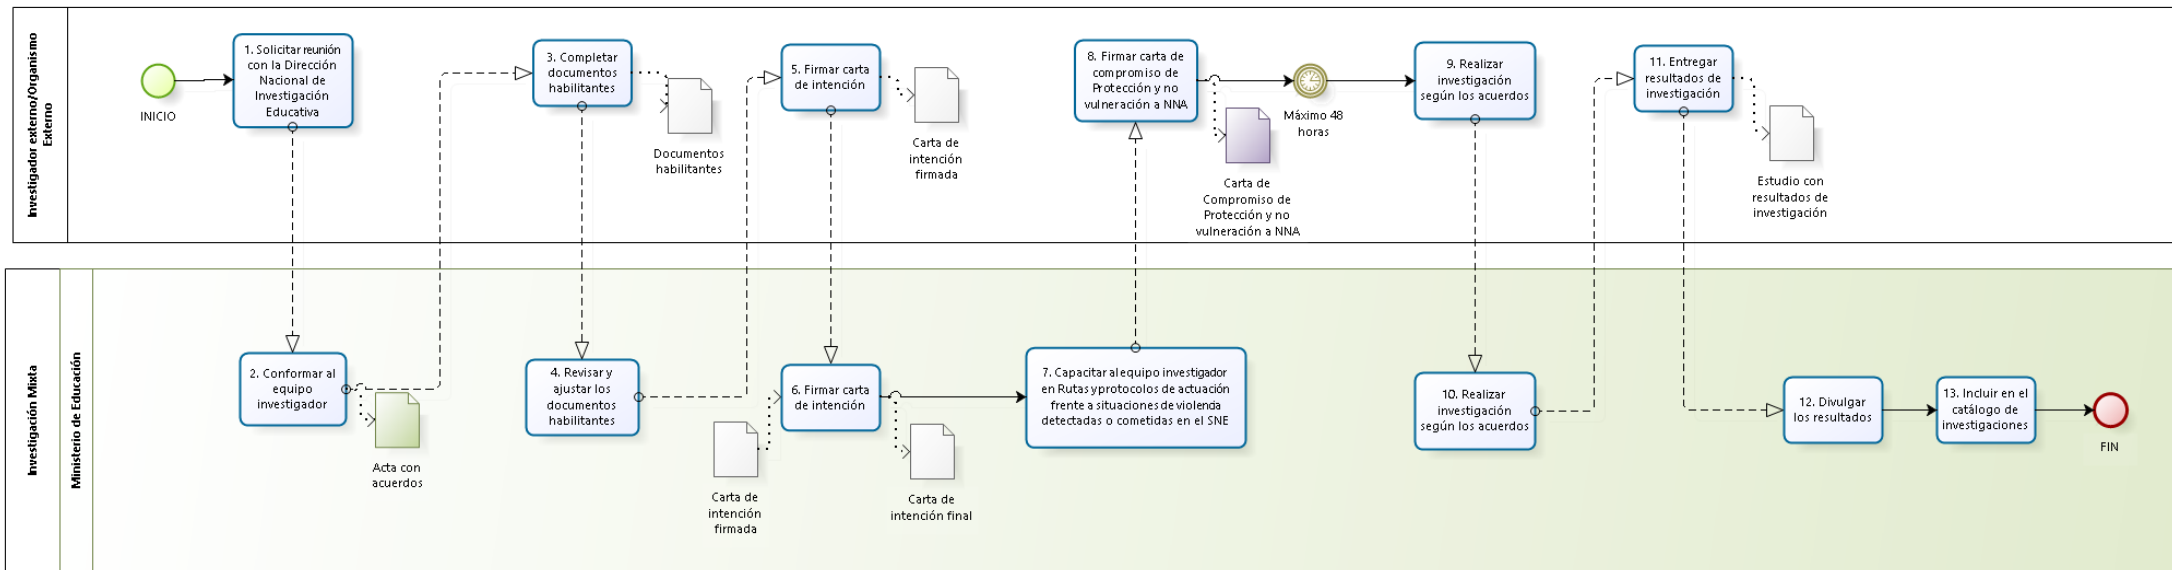 Investigador externo/Organismo
Externo
INICIO
1. Solicitar reunión
con la Dirección
Nacional de
Investigación
Educativa
3. Completar
documentos
habilitantes
Documentos
habilitantes
5. Firmar carta
de intención
Carta de
intención
firmada
8. Firmar carta de
compromiso de
Protección y no
vulneración a NNA
Carta de
Compromiso de
Protección y no
vulneración a NNA
Máximo 48
horas
9. Realizar
investigación
según los acuerdos
11. Entregar
resultados de
investigación
Estudio con
resultados de
investigación
Investigación Mixta
Ministerio de Educación
2. Conformar al
equipo
investigador
Acta con
acuerdos
4. Revisar y
ajustar los
documentos
habilitantes
Carta de
intención
firmada
6. Firmar carta
de intención
Carta de
intención final
7. Capacitar al equipo investigador
en Rutas y protocolos de actuación
frente a situaciones de violencia
detectadas o cometidas en el SNE
10. Realizar
investigación
según los acuerdos
12. Divulgar
los resultados
13. Incluir en el
catálogo de
investigaciones
FIN